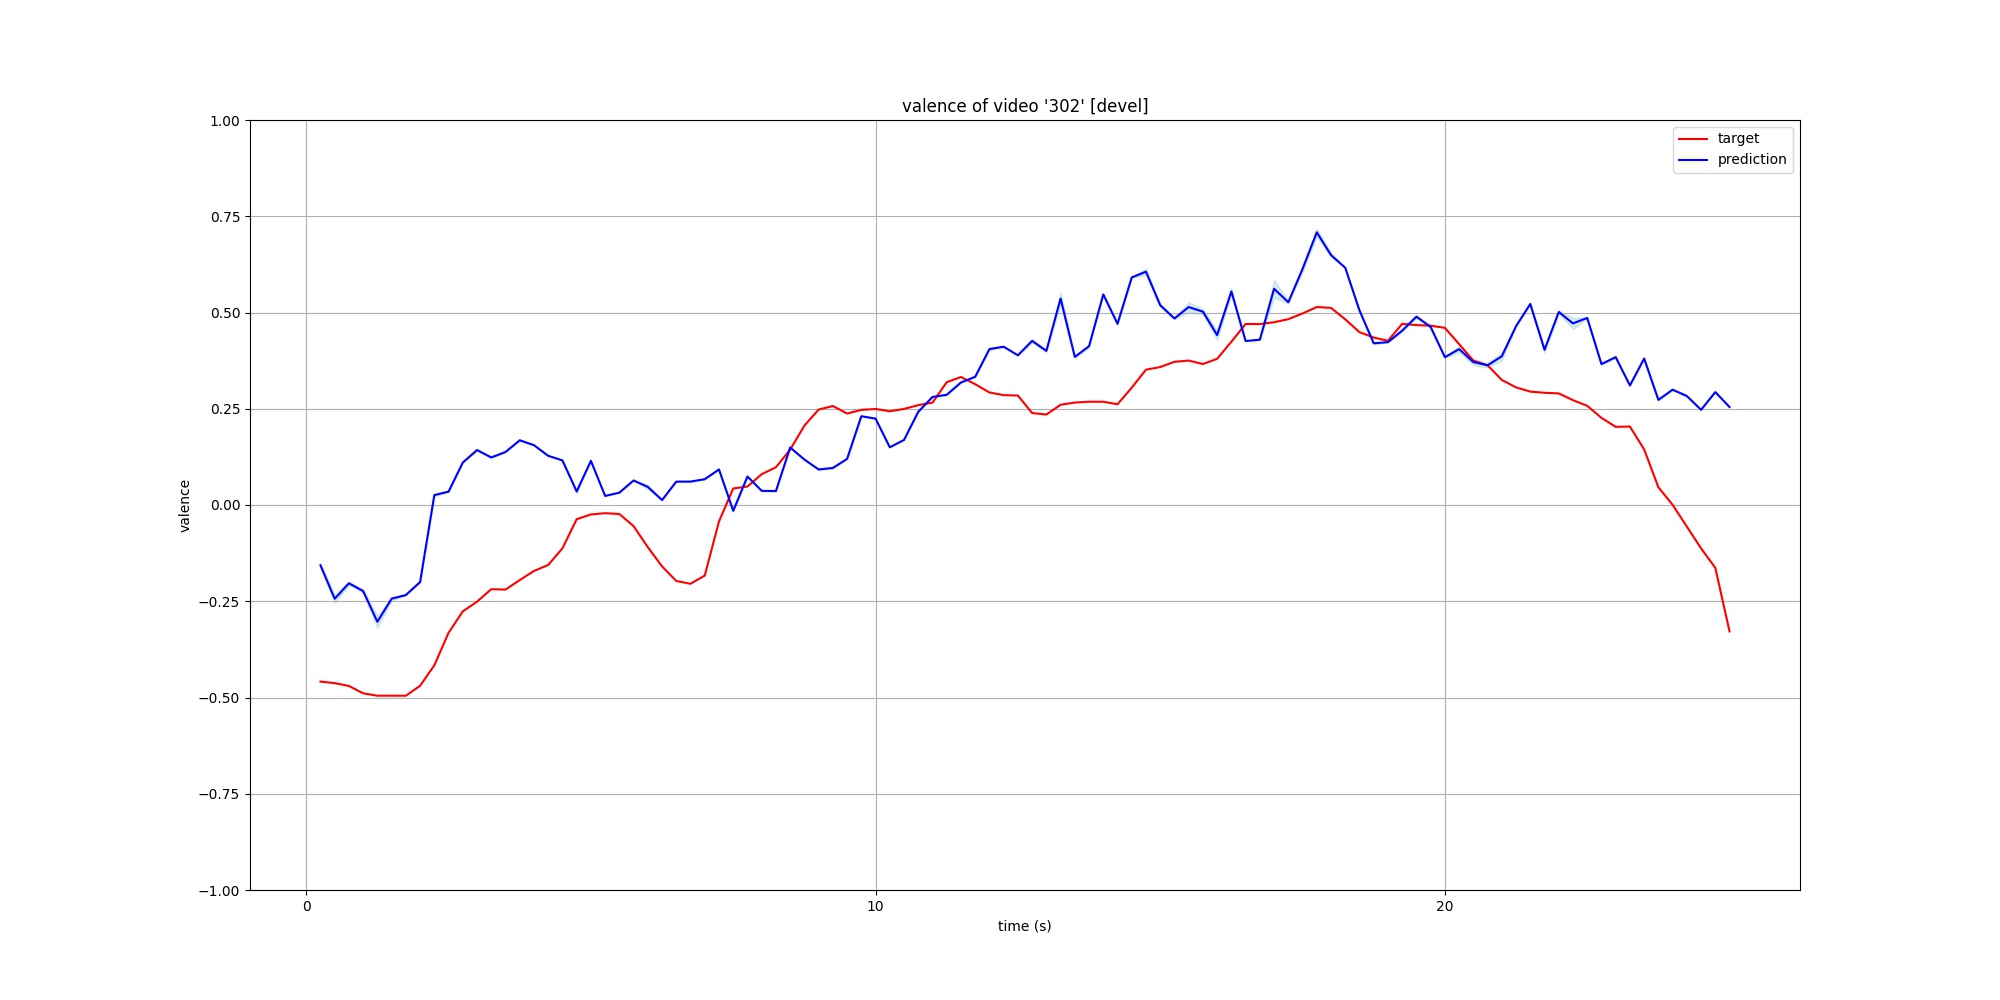 valence of video '302' [devel]
1.00
0.75
0.50
0.25
0.00
−0.25
−0.50
−0.75
−1.00
valence
target
prediction
0 10 20
time (s)